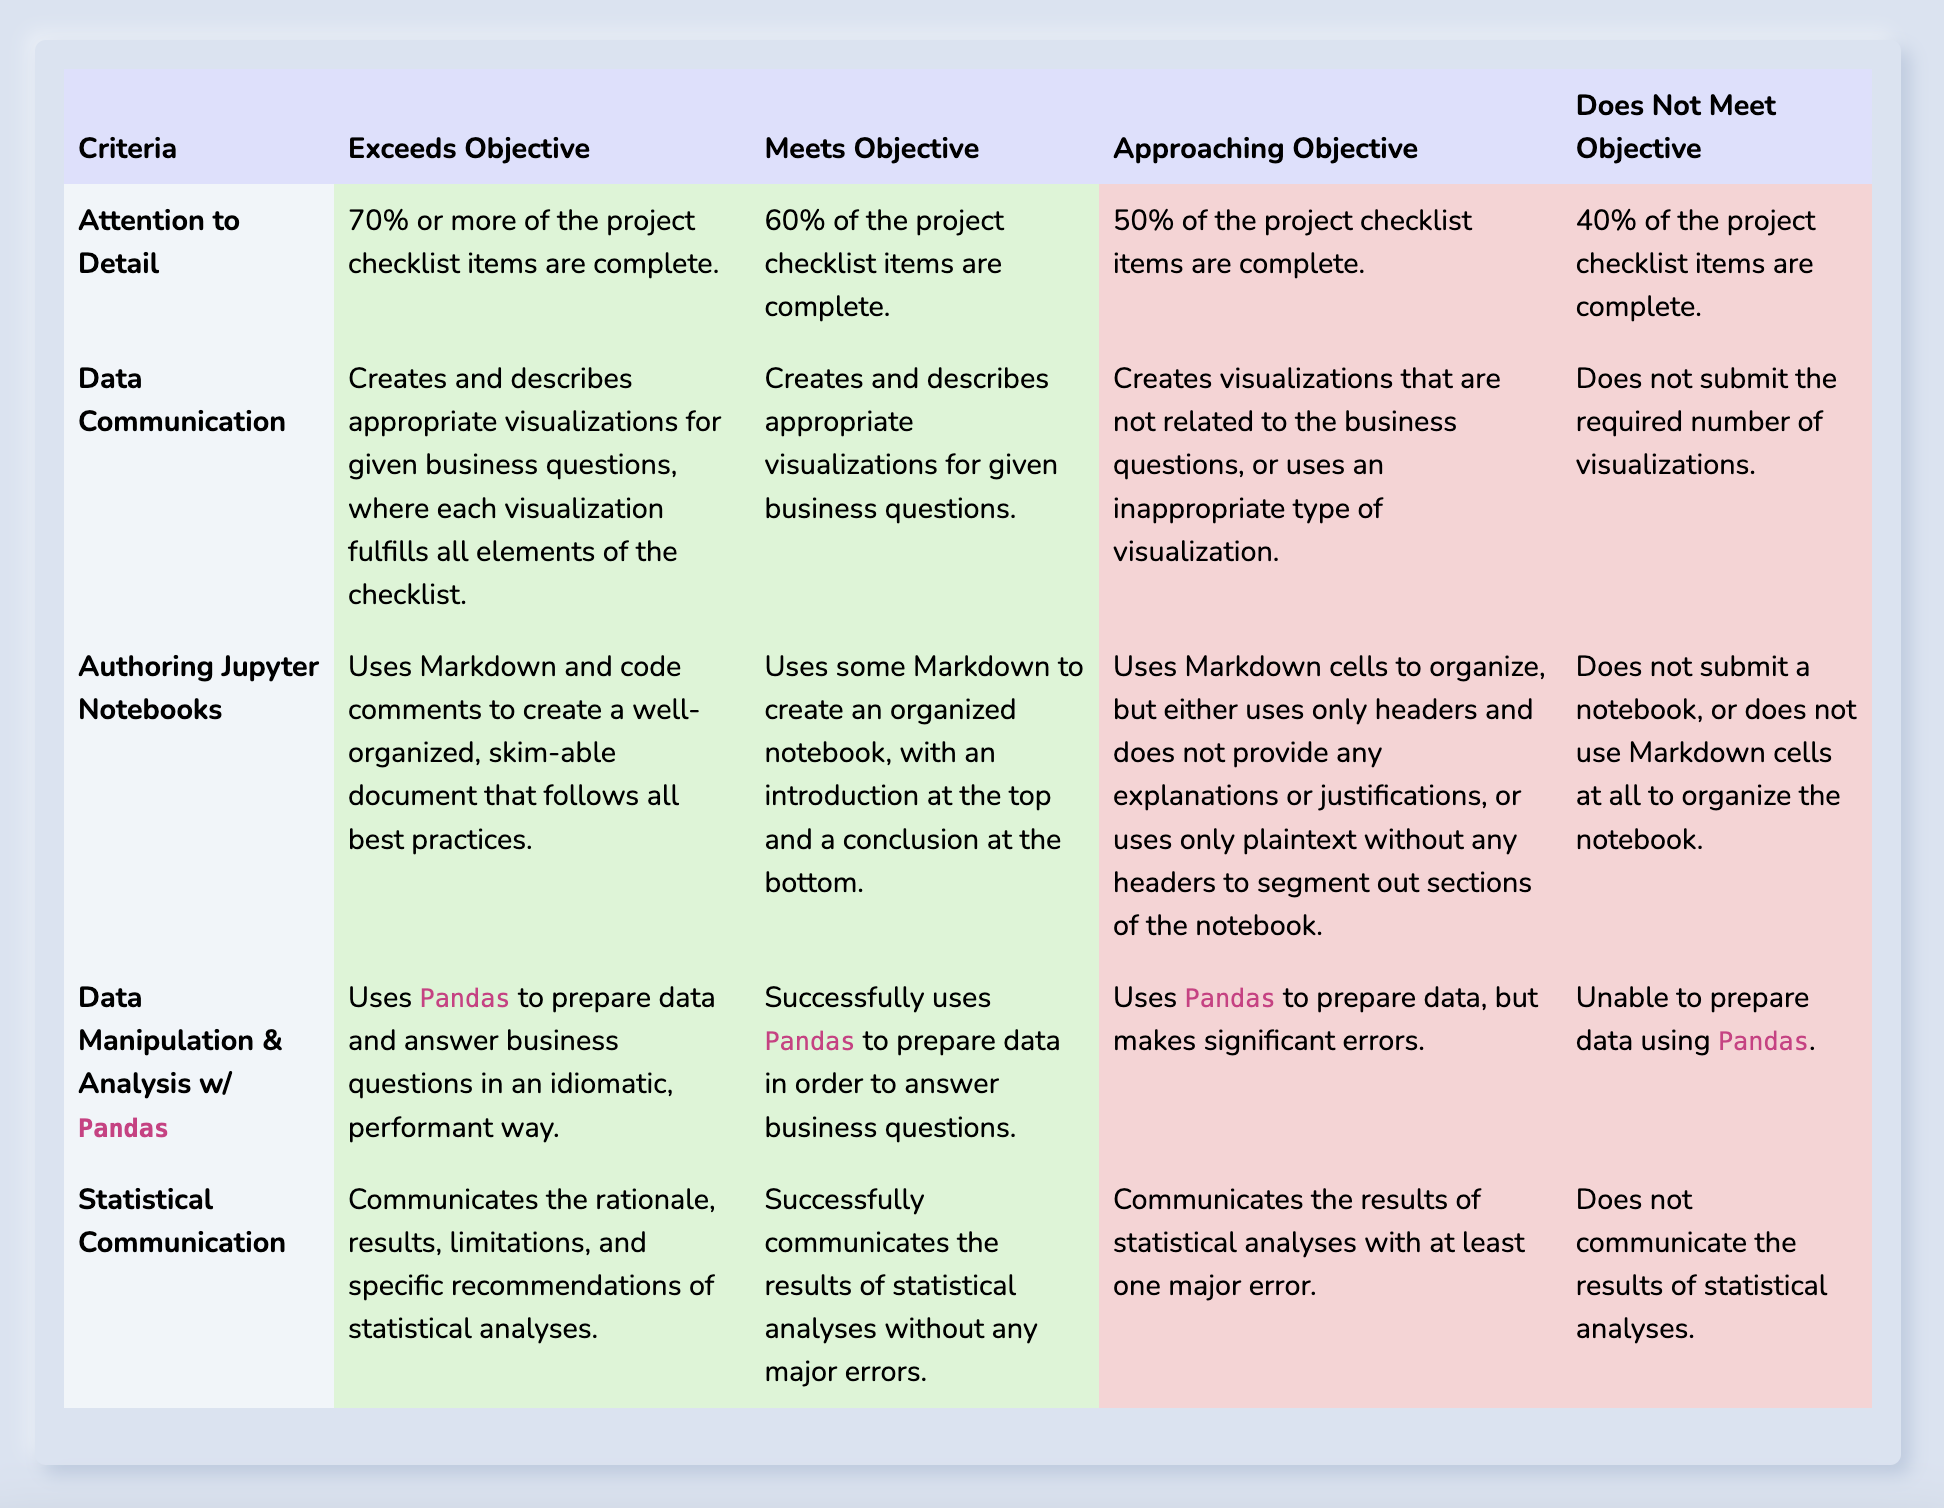 Criteria
Exceeds Objective
Meets Objective
Approaching Objective
Does Not Meet
Objective
Attention to
Detail
70% or more of the project
checklist items are complete.
60% of the project
checklist items are
complete.
50% of the project checklist
items are complete.
40% of the project
checklist items are
complete.
Data
Communication
Creates and describes
appropriate visualizations for
given business questions,
where each visualization
fulfills all elements of the
checklist.
Creates and describes
appropriate
visualizations for given
business questions.
Creates visualizations that are
not related to the business
questions, or uses an
inappropriate type of
visualization.
Does not submit the
required number of
visualizations.
Authoring Jupyter
Notebooks
Uses Markdown and code
comments to create a well-
organized, skim-able
document that follows all
best practices.
Uses some Markdown to
create an organized
notebook, with an
introduction at the top
and a conclusion at the
bottom.
Uses Markdown cells to organize,
but either uses only headers and
does not provide any
explanations or justifications, or
uses only plaintext without any
headers to segment out sections
of the notebook.
Does not submit a
notebook, or does not
use Markdown cells
at all to organize the
notebook.
Data
Manipulation &
Analysis w/
Pandas
Uses Pandas to prepare data
and answer business
questions in an idiomatic,
performant way.
Successfully uses
Pandas to prepare data
in order to answer
business questions.
Uses Pandas to prepare data, but
makes significant errors.
Unable to prepare
data using Pandas.
Statistical
Communication
Communicates the rationale,
results, limitations, and
specific recommendations of
statistical analyses.
Successfully
communicates the
results of statistical
analyses without any
major errors.
Communicates the results of
statistical analyses with at least
one major error.
Does not
communicate the
results of statistical
analyses.